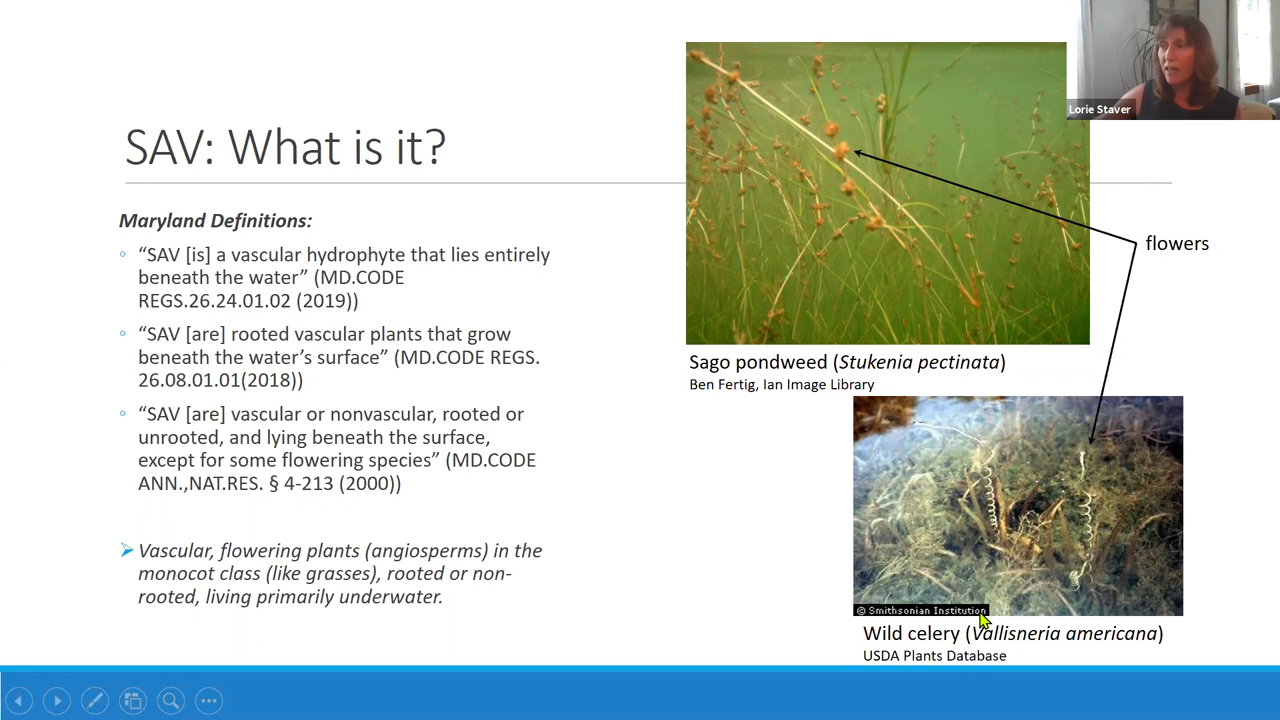 Lorie Staver
SAV: What is it?
Maryland Definitions:
“SAV [is] a vascular hydrophyte that lies entirely
beneath the water” (MD.CODE
REGS.26.24.01.02 (2019))
“SAV [are] rooted vascular plants that grow
beneath the water’s surface” (MD.CODE REGS.
26.08.01.01(2018))
“SAV [are] vascular or nonvascular, rooted or
unrooted, and lying beneath the surface,
except for some flowering species” (MD.CODE
ANN.,NAT.RES. § 4-213 (2000))
Vascular, flowering plants (angiosperms) in the
monocot class (like grasses), rooted or non-
rooted, living primarily underwater.
flowers
Sago pondweed (Stukenia pectinata)
Ben Fertig, Ian Image Library
© Smithsonian Institution
Wild celery (Vallisneria americana)
USDA Plants Database